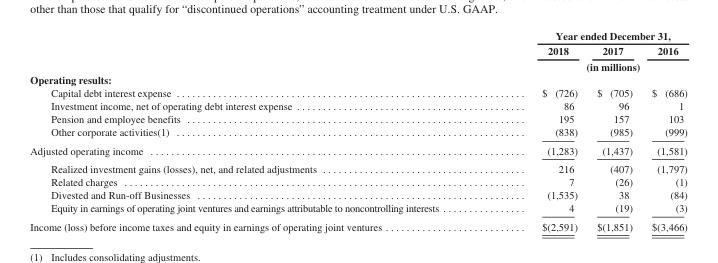 other than those that qualify for “discontinued operations” accounting treatment under U.S. GAAP.
Year ended December 31,
2018 2017 2016
(in millions)
Operating results:
Capital debt interest expense $ (726) $ (705) $ (686)
Investment income, net of operating debt interest expense 86 96 1
Pension and employee benefits 195 157 103
Other corporate activities(1) (838) (985) (999)
Adjusted operating income (1,283) (1,437) (1,581)
Realized investment gains (losses), net, and related adjustments 216 (407) (1,797)
Related charges 7 (26) (1)
Divested and Run-off Businesses (1,535) 38 (84)
Equity in earnings of operating joint ventures and earnings attributable to noncontrolling interests 4 (19) (3)
Income (loss) before income taxes and equity in earnings of operating joint ventures $(2,591) $(1,851) $(3,466)
(1) Includes consolidating adjustments.